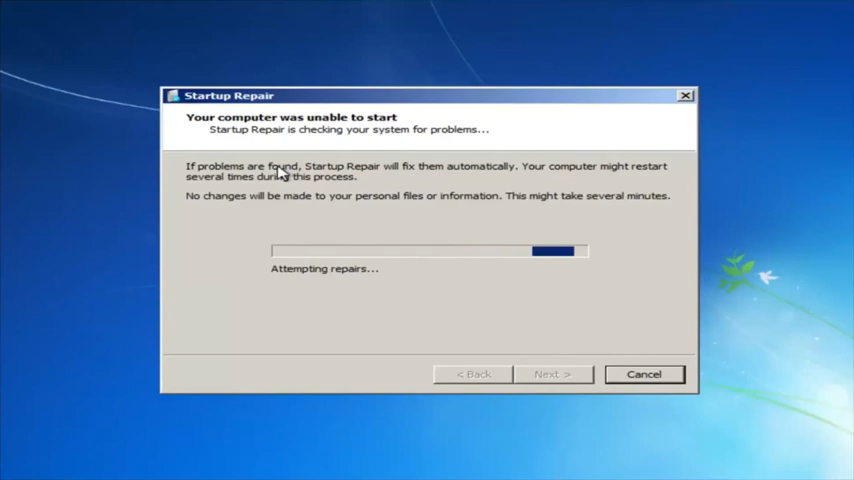 Startup Repair
Your computer was unable to start
Startup Repair is checking your system for problems...
If problems are found, Startup Repair will fix them automatically. Your computer might restart
several times during this process.
No changes will be made to your personal files or information. This might take several minutes.
Attempting repairs...
< Back Next > Cancel